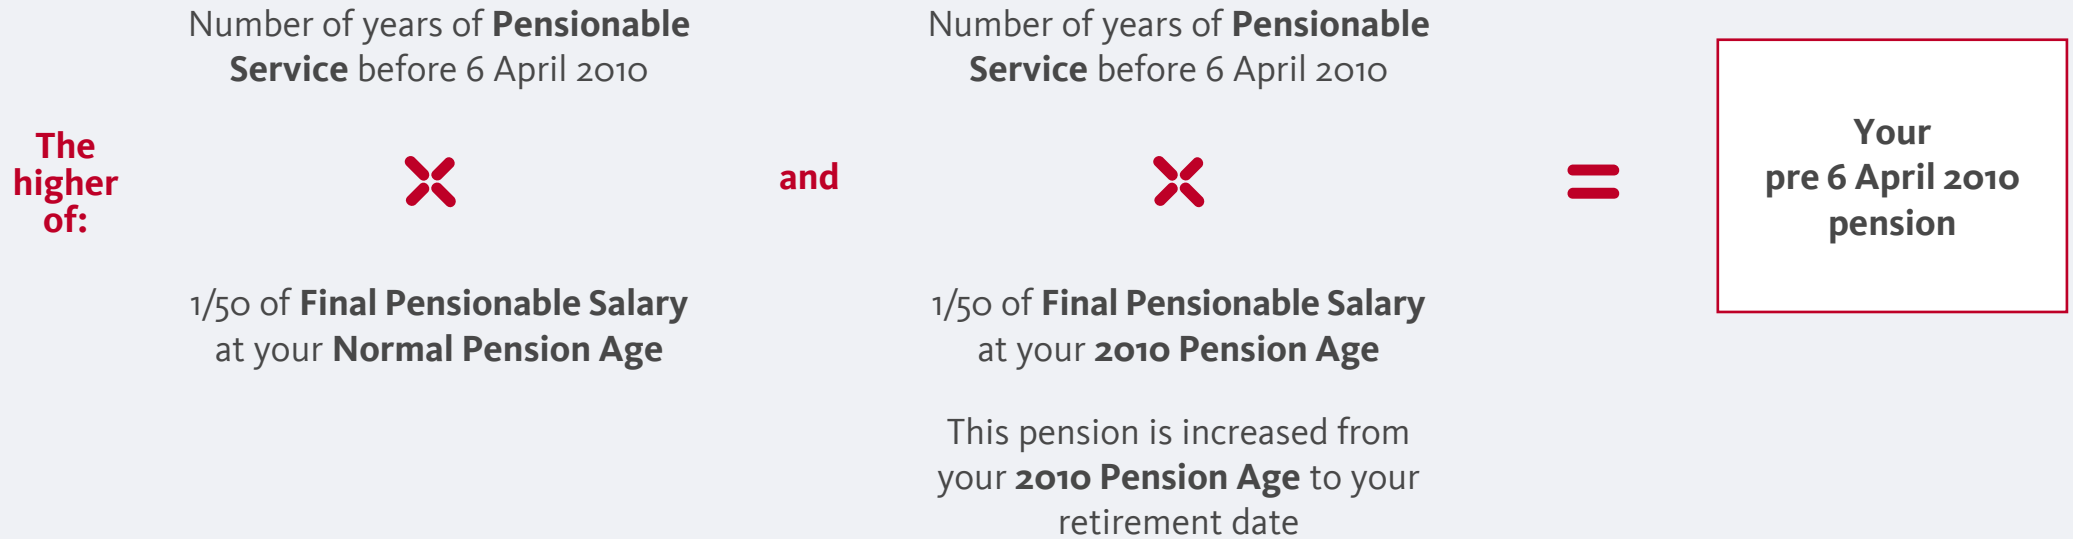 The
higher
of:
Number of years of Pensionable
Service before 6 April 2010
×
1/50 of Final Pensionable Salary
at your Normal Pension Age
and
Number of years of Pensionable
Service before 6 April 2010
×
1/50 of Final Pensionable Salary
at your 2010 Pension Age
This pension is increased from
your 2010 Pension Age to your
retirement date
=
Your
pre 6 April 2010
pension